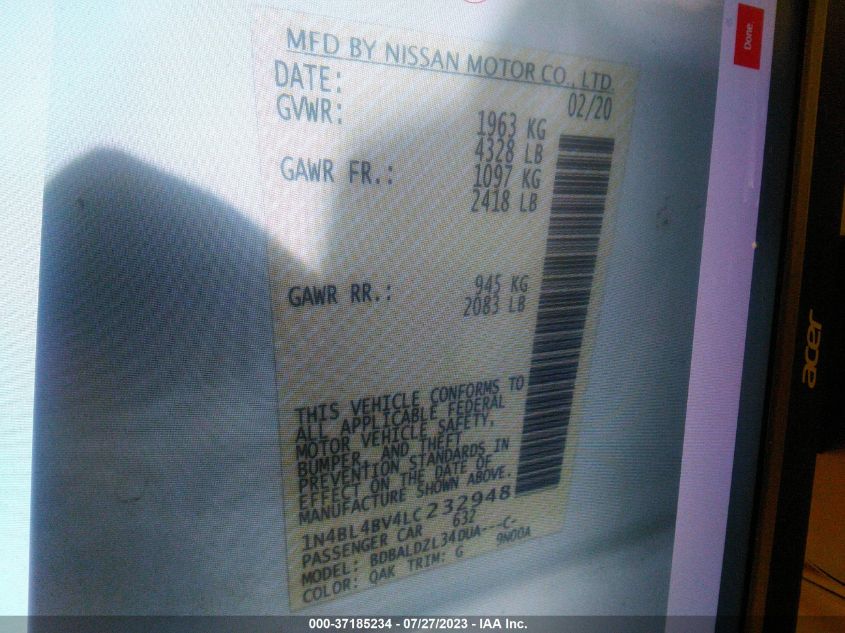 Done
MFD BY NISSAN MOTOR CO., LTD.
DATE: 02/20
GVWR: 1963 KG
4328 LB
GAWR FR.: 1097 KG
2418 LB
GAWR RR.: 945 KG
2083 LB
THIS VEHICLE CONFORMS TO
ALL APPLICABLE FEDERAL
MOTOR VEHICLE SAFETY,
BUMPER, AND THEFT
PREVENTION STANDARDS IN
EFFECT ON THE DATE OF
MANUFACTURE SHOWN ABOVE.
1N4BL4BV4LC232948
PASSENGER CAR 632
MODEL: BDBALDZL34DUA---C-
COLOR: QAK TRIM: G 9N00A
acer
000-37185234 - 07/27/2023 - IAA Inc.